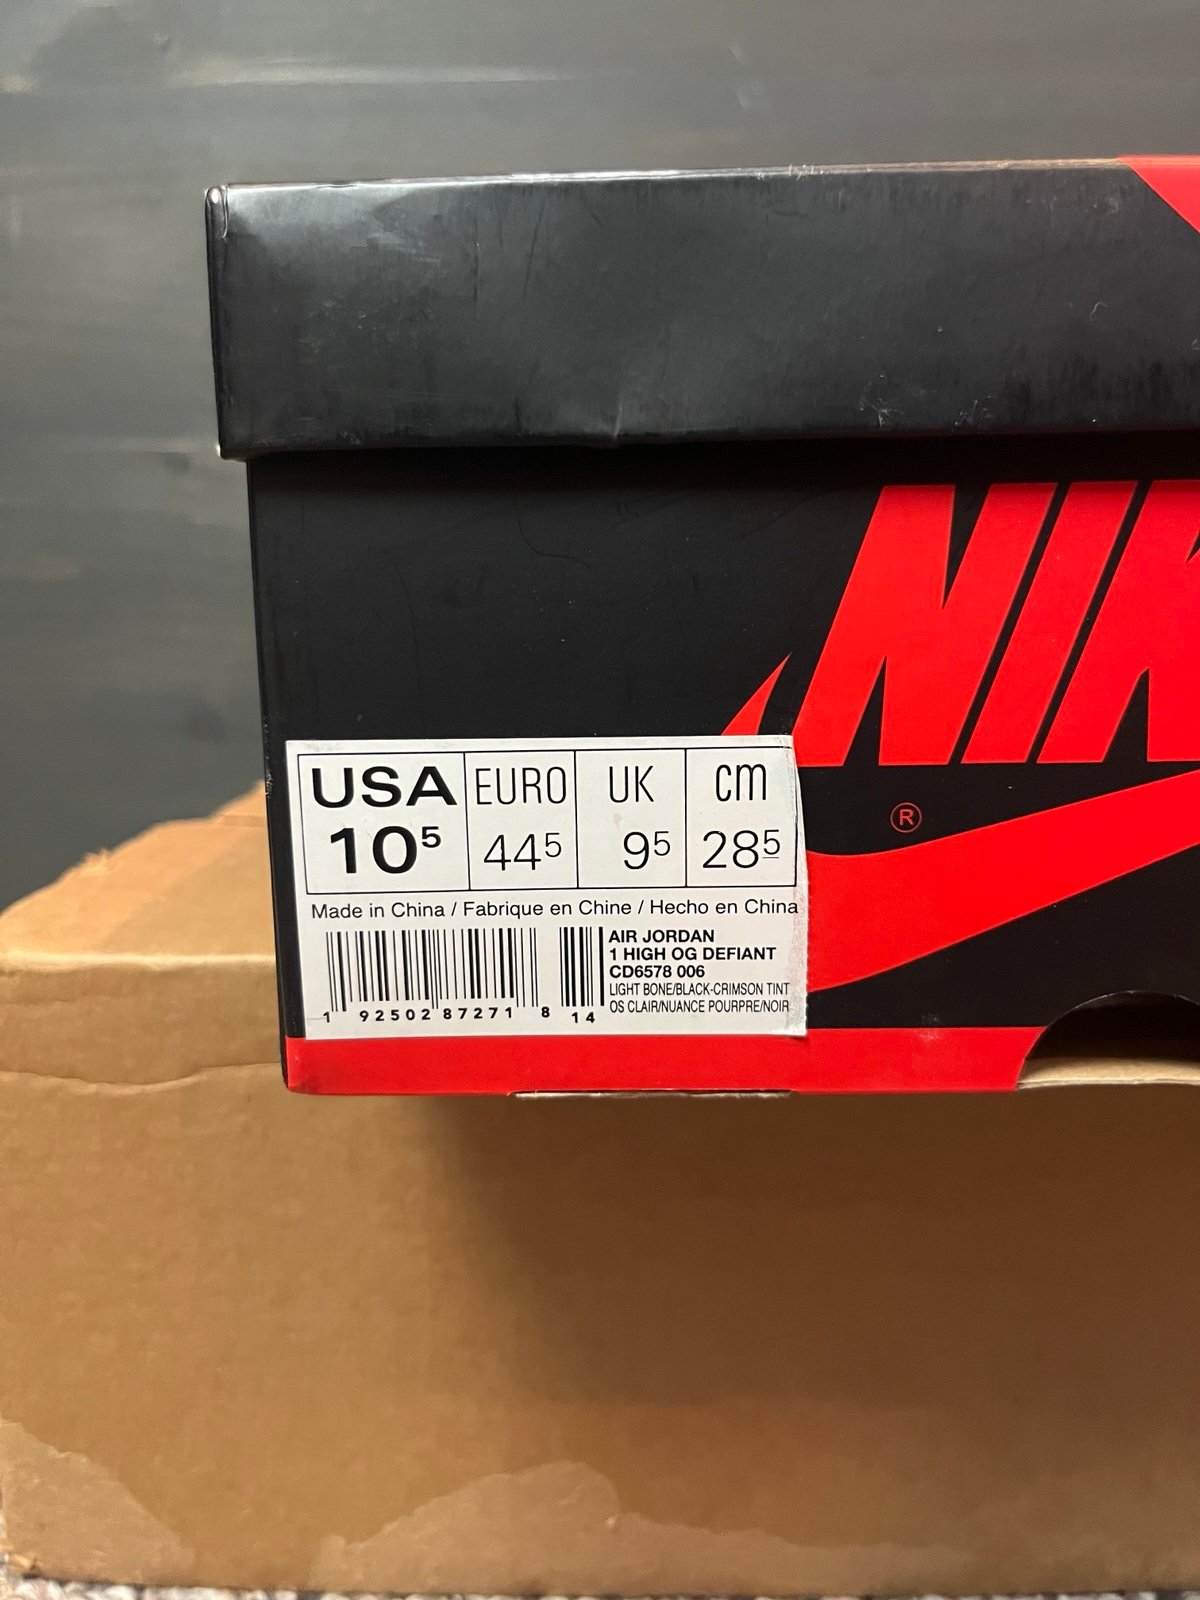 NIK
®
USA EURO UK cm
10⁵ 44⁵ 9⁵ 28⁵
Made in China / Fabrique en Chine / Hecho en China
AIR JORDAN
1 HIGH OG DEFIANT
CD6578 006
LIGHT BONE/BLACK-CRIMSON TINT
OS CLAIR/NUANCE POURPRE/NOIR
1 92502 87271 8 14